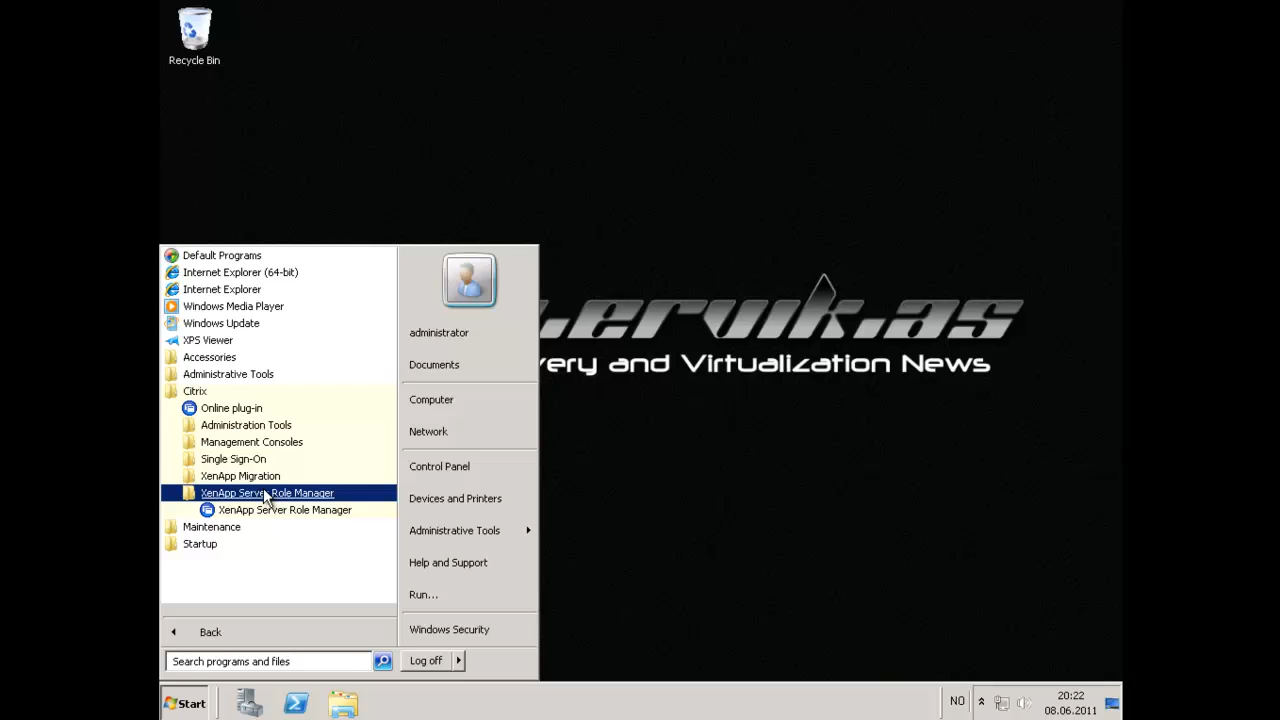 Recycle Bin
Default Programs
Internet Explorer (64-bit)
Internet Explorer
Windows Media Player
Windows Update
XPS Viewer
Accessories
Administrative Tools
Citrix
Online plug-in
Administration Tools
Management Consoles
Single Sign-On
XenApp Migration
XenApp Server Role Manager
XenApp Server Role Manager
Maintenance
Startup
Back
Search programs and files
administrator
Documents
Computer
Network
Control Panel
Devices and Printers
Administrative Tools
Help and Support
Run...
Windows Security
Log off
.ervik.as
very and Virtualization News
Start
NO
20:22
08.06.2011